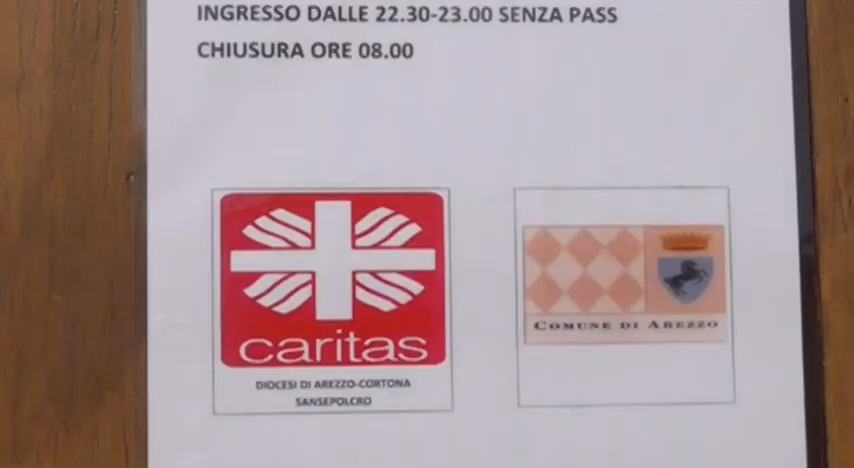 INGRESSO DALLE 22.30-23.00 SENZA PASS
CHIUSURA ORE 08.00
caritas
DIOCESI DI AREZZO-CORTONA
SANSEPOLCRO
COMUNE DI AREZZO